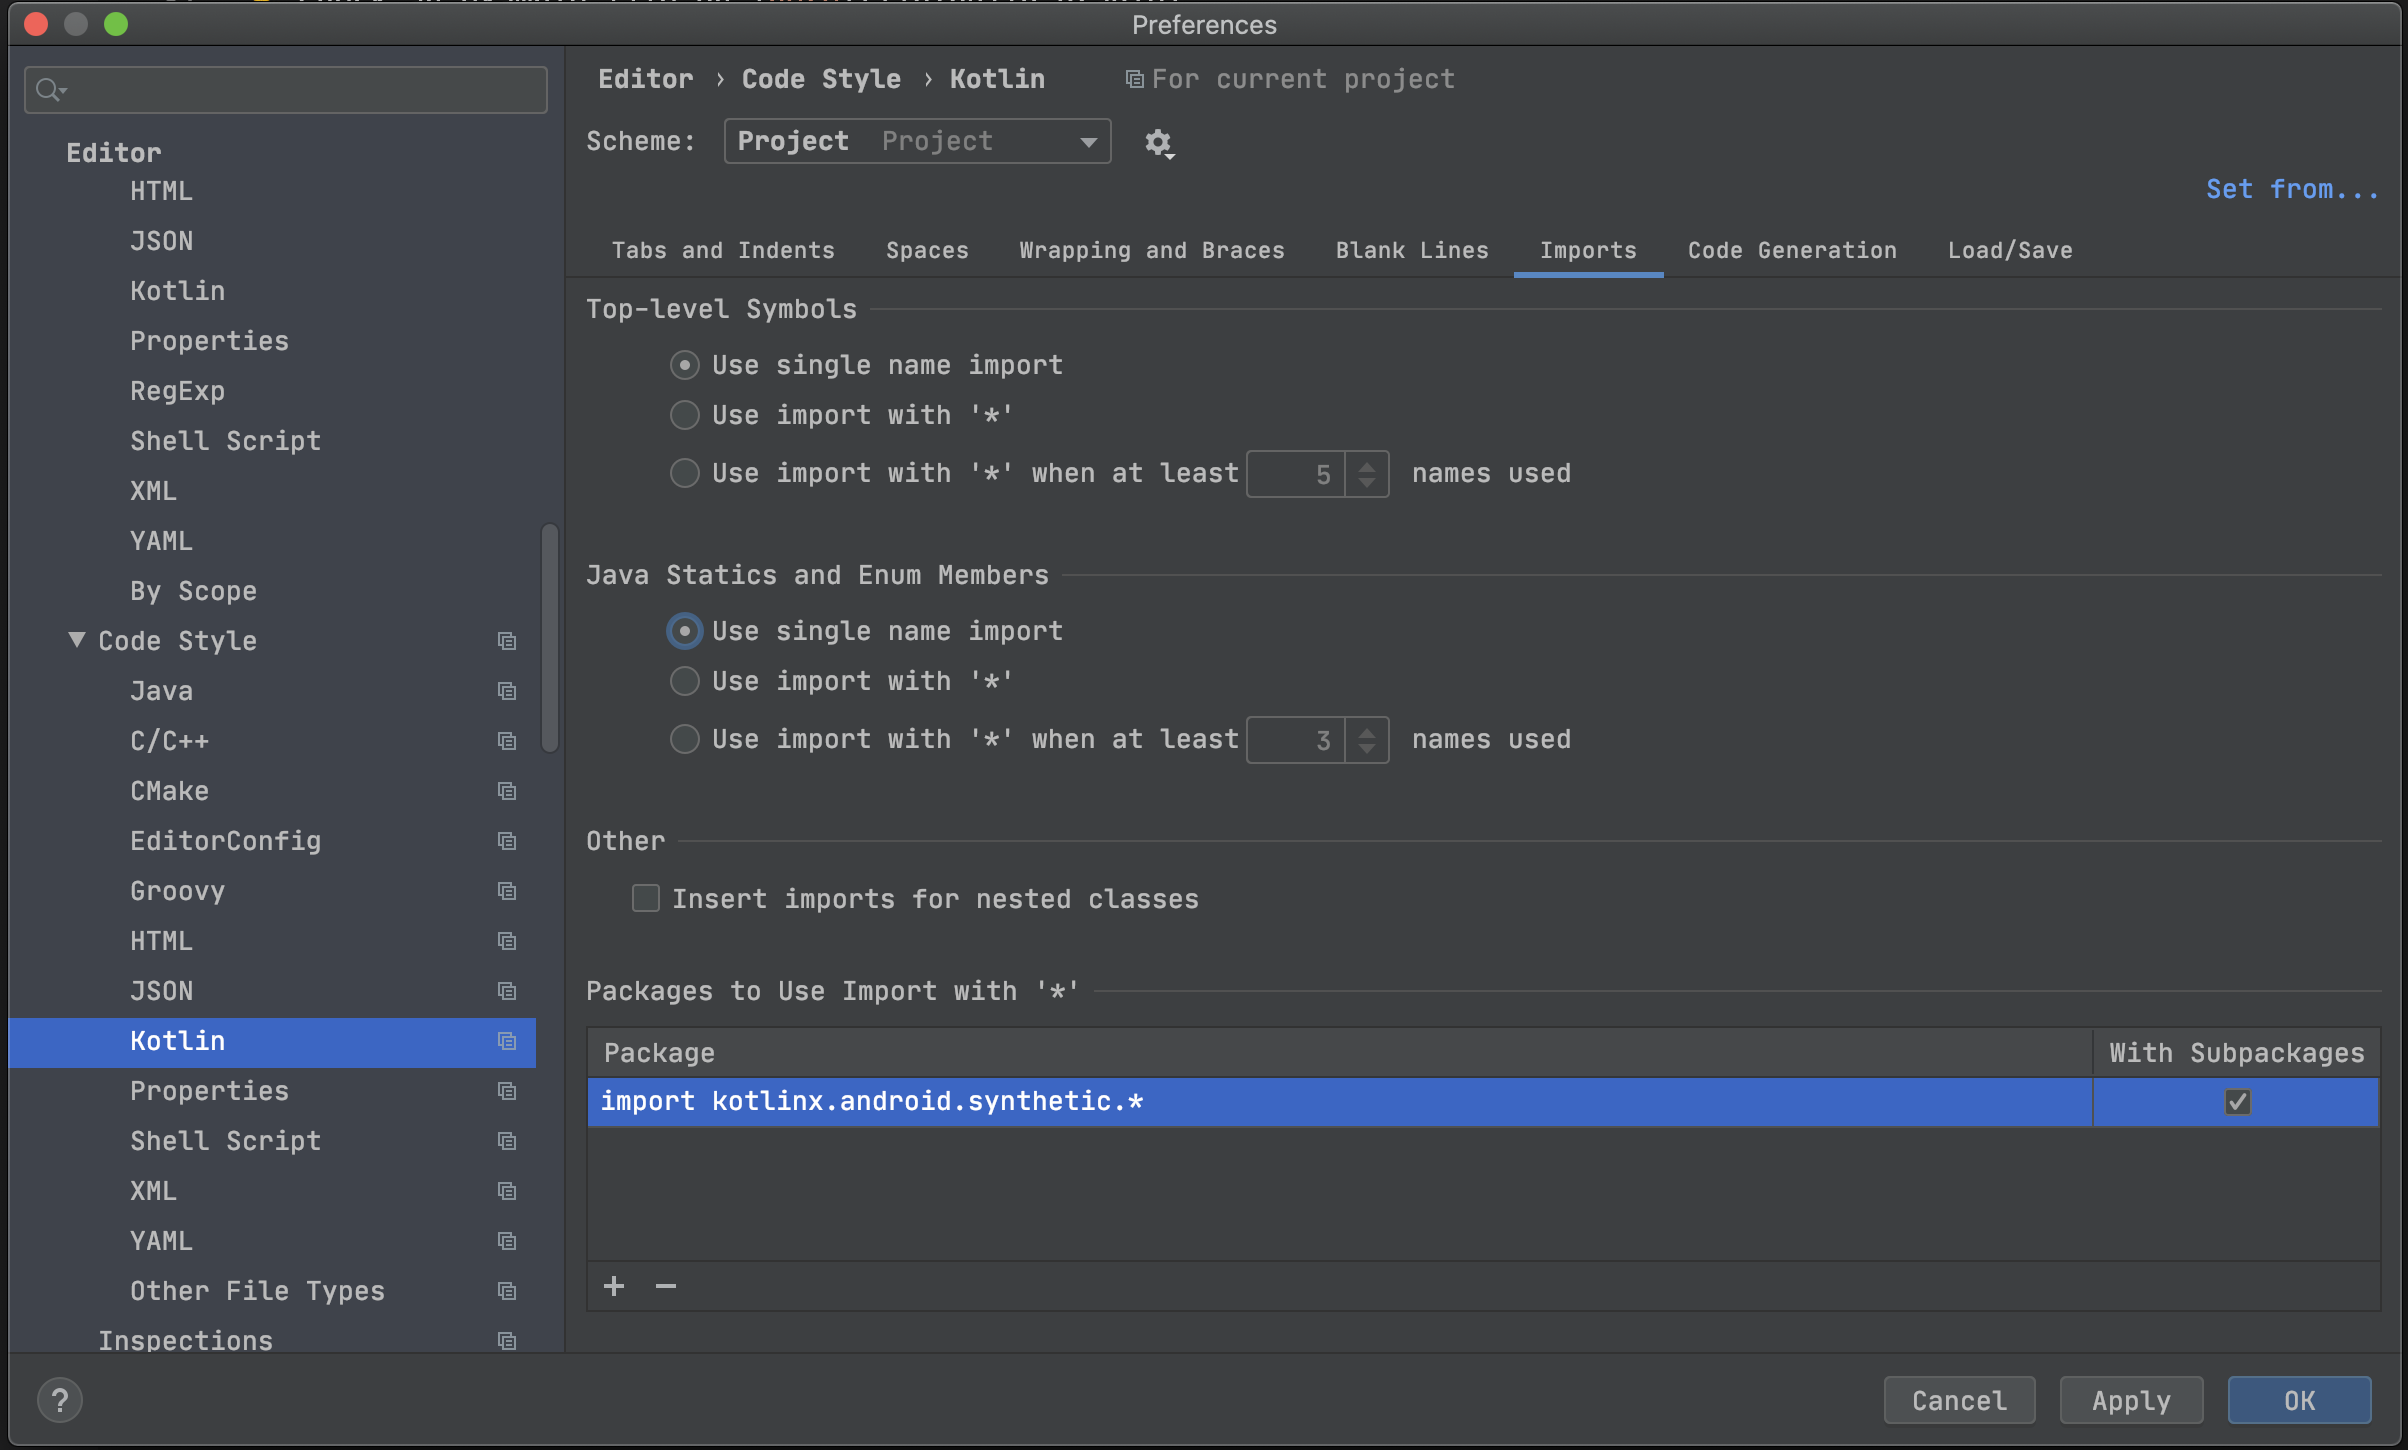 Preferences
Editor
HTML
JSON
Kotlin
Properties
RegExp
Shell Script
XML
YAML
By Scope
Code Style
Java
C/C++
CMake
EditorConfig
Groovy
HTML
JSON
Kotlin
Properties
Shell Script
XML
YAML
Other File Types
Inspections
Editor › Code Style › Kotlin For current project
Scheme: Project Project
Set from...
Tabs and Indents Spaces Wrapping and Braces Blank Lines Imports Code Generation Load/Save
Top-level Symbols
Use single name import
Use import with '*'
Use import with '*' when at least 5 names used
Java Statics and Enum Members
Use single name import
Use import with '*'
Use import with '*' when at least 3 names used
Other
Insert imports for nested classes
Packages to Use Import with '*'
Package With Subpackages
import kotlinx.android.synthetic.*
+ −
? Cancel Apply OK